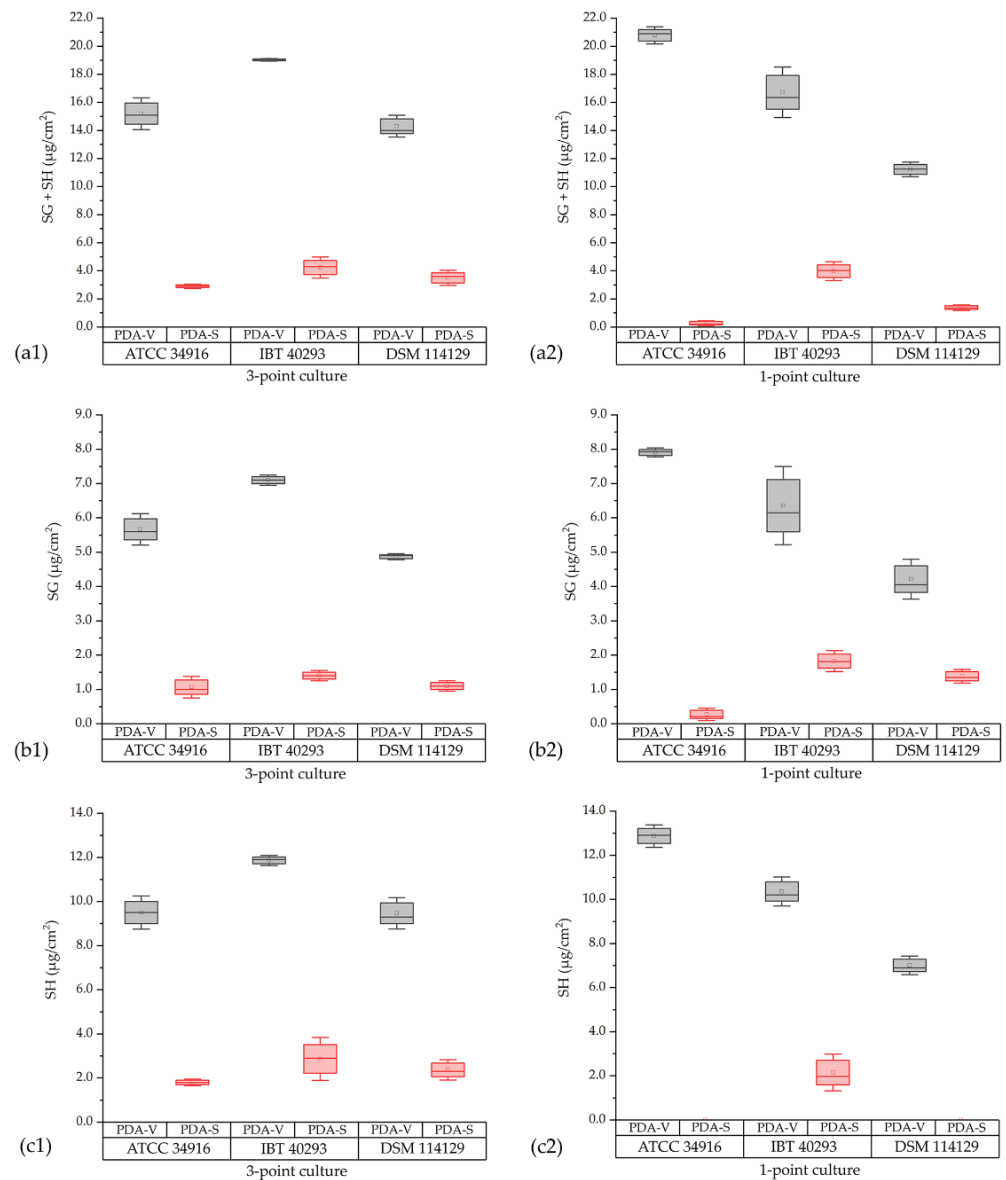 22.0
20.0
18.0
16.0
14.0
12.0
10.0
8.0
6.0
4.0
2.0
0.0
SG + SH (μg/cm²)
PDA-V PDA-S PDA-V PDA-S PDA-V PDA-S
ATCC 34916 IBT 40293 DSM 114129
3-point culture
(a1)
22.0
20.0
18.0
16.0
14.0
12.0
10.0
8.0
6.0
4.0
2.0
0.0
SG + SH (μg/cm²)
PDA-V PDA-S PDA-V PDA-S PDA-V PDA-S
ATCC 34916 IBT 40293 DSM 114129
1-point culture
(a2)
9.0
8.0
7.0
6.0
5.0
4.0
3.0
2.0
1.0
0.0
SG (μg/cm²)
PDA-V PDA-S PDA-V PDA-S PDA-V PDA-S
ATCC 34916 IBT 40293 DSM 114129
3-point culture
(b1)
9.0
8.0
7.0
6.0
5.0
4.0
3.0
2.0
1.0
0.0
SG (μg/cm²)
PDA-V PDA-S PDA-V PDA-S PDA-V PDA-S
ATCC 34916 IBT 40293 DSM 114129
1-point culture
(b2)
14.0
12.0
10.0
8.0
6.0
4.0
2.0
0.0
SH (μg/cm²)
PDA-V PDA-S PDA-V PDA-S PDA-V PDA-S
ATCC 34916 IBT 40293 DSM 114129
3-point culture
(c1)
14.0
12.0
10.0
8.0
6.0
4.0
2.0
0.0
SH (μg/cm²)
PDA-V PDA-S PDA-V PDA-S PDA-V PDA-S
ATCC 34916 IBT 40293 DSM 114129
1-point culture
(c2)